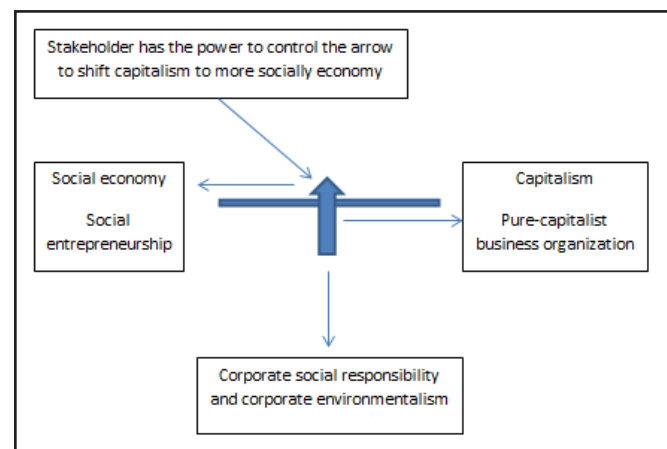 Stakeholder has the power to control the arrow
to shift capitalism to more socially economy
Social economy
Social
entrepreneurship
Capitalism
Pure-capitalist
business organization
Corporate social responsibility
and corporate environmentalism